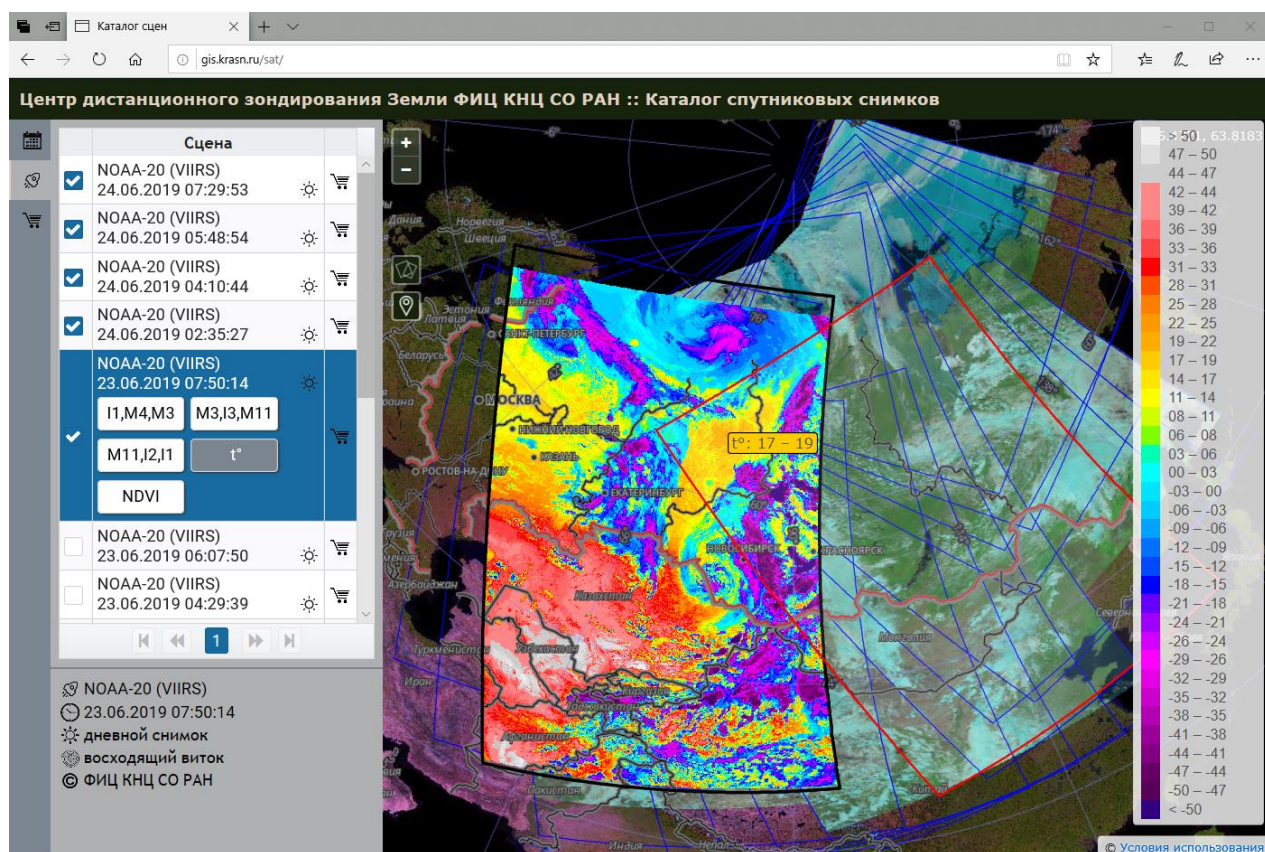 Каталог сцен
gis.krasn.ru/sat/
Центр дистанционного зондирования Земли ФИЦ КНЦ СО РАН :: Каталог спутниковых снимков
Сцена
NOAA-20 (VIIRS)
24.06.2019 07:29:53
NOAA-20 (VIIRS)
24.06.2019 05:48:54
NOAA-20 (VIIRS)
24.06.2019 04:10:44
NOAA-20 (VIIRS)
24.06.2019 02:35:27
NOAA-20 (VIIRS)
23.06.2019 07:50:14
I1,M4,M3 M3,I3,M11
M11,I2,I1 t°
NDVI
NOAA-20 (VIIRS)
23.06.2019 06:07:50
NOAA-20 (VIIRS)
23.06.2019 04:29:39
1
NOAA-20 (VIIRS)
23.06.2019 07:50:14
дневной снимок
восходящий виток
© ФИЦ КНЦ СО РАН
+
−
Дания
Норвегия
Швеция
Финляндия
Эстония
Латвия
САНКТ-ПЕТЕРБУРГ
Беларусь
МОСКВА
НИЖНИЙ НОВГОРОД
КАЗАНЬ
РОСТОВ-НА-ДОНУ
ЕКАТЕРИНБУРГ
t°: 17 – 19
НОВОСИБИРСК
КРАСНОЯРСК
Азербайджан
Казахстан
Монголия
Туркменистан
Узбекистан
Иран
Киргизия
Таджикистан
Афганистан
Пакистан
Китай
Индия
Непал
-174°
-162°
63.8183
> 50
47 – 50
44 – 47
42 – 44
39 – 42
36 – 39
33 – 36
31 – 33
28 – 31
25 – 28
22 – 25
19 – 22
17 – 19
14 – 17
11 – 14
08 – 11
06 – 08
03 – 06
00 – 03
-03 – 00
-06 – -03
-09 – -06
-12 – -09
-15 – -12
-18 – -15
-21 – -18
-24 – -21
-26 – -24
-29 – -26
-32 – -29
-35 – -32
-38 – -35
-41 – -38
-44 – -41
-47 – -44
-50 – -47
< -50
© Условия использования